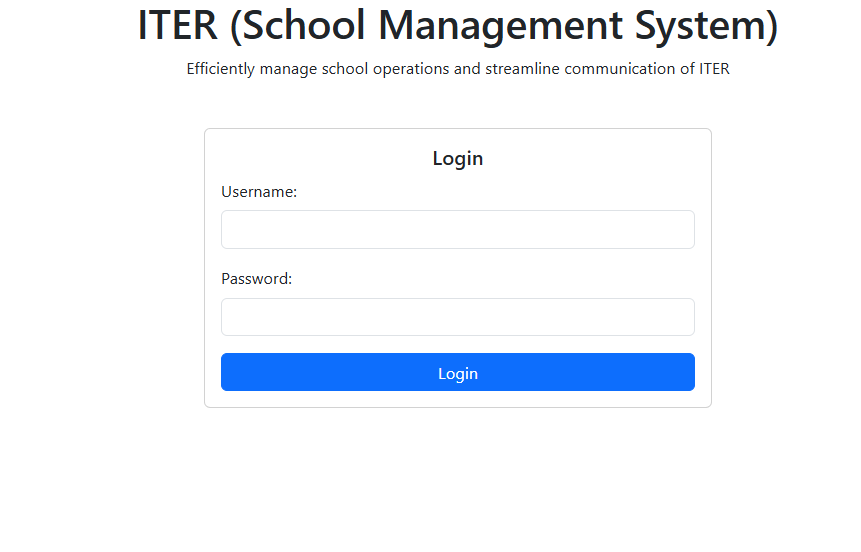 ITER (School Management System)
Efficiently manage school operations and streamline communication of ITER
Login
Username:
Password:
Login